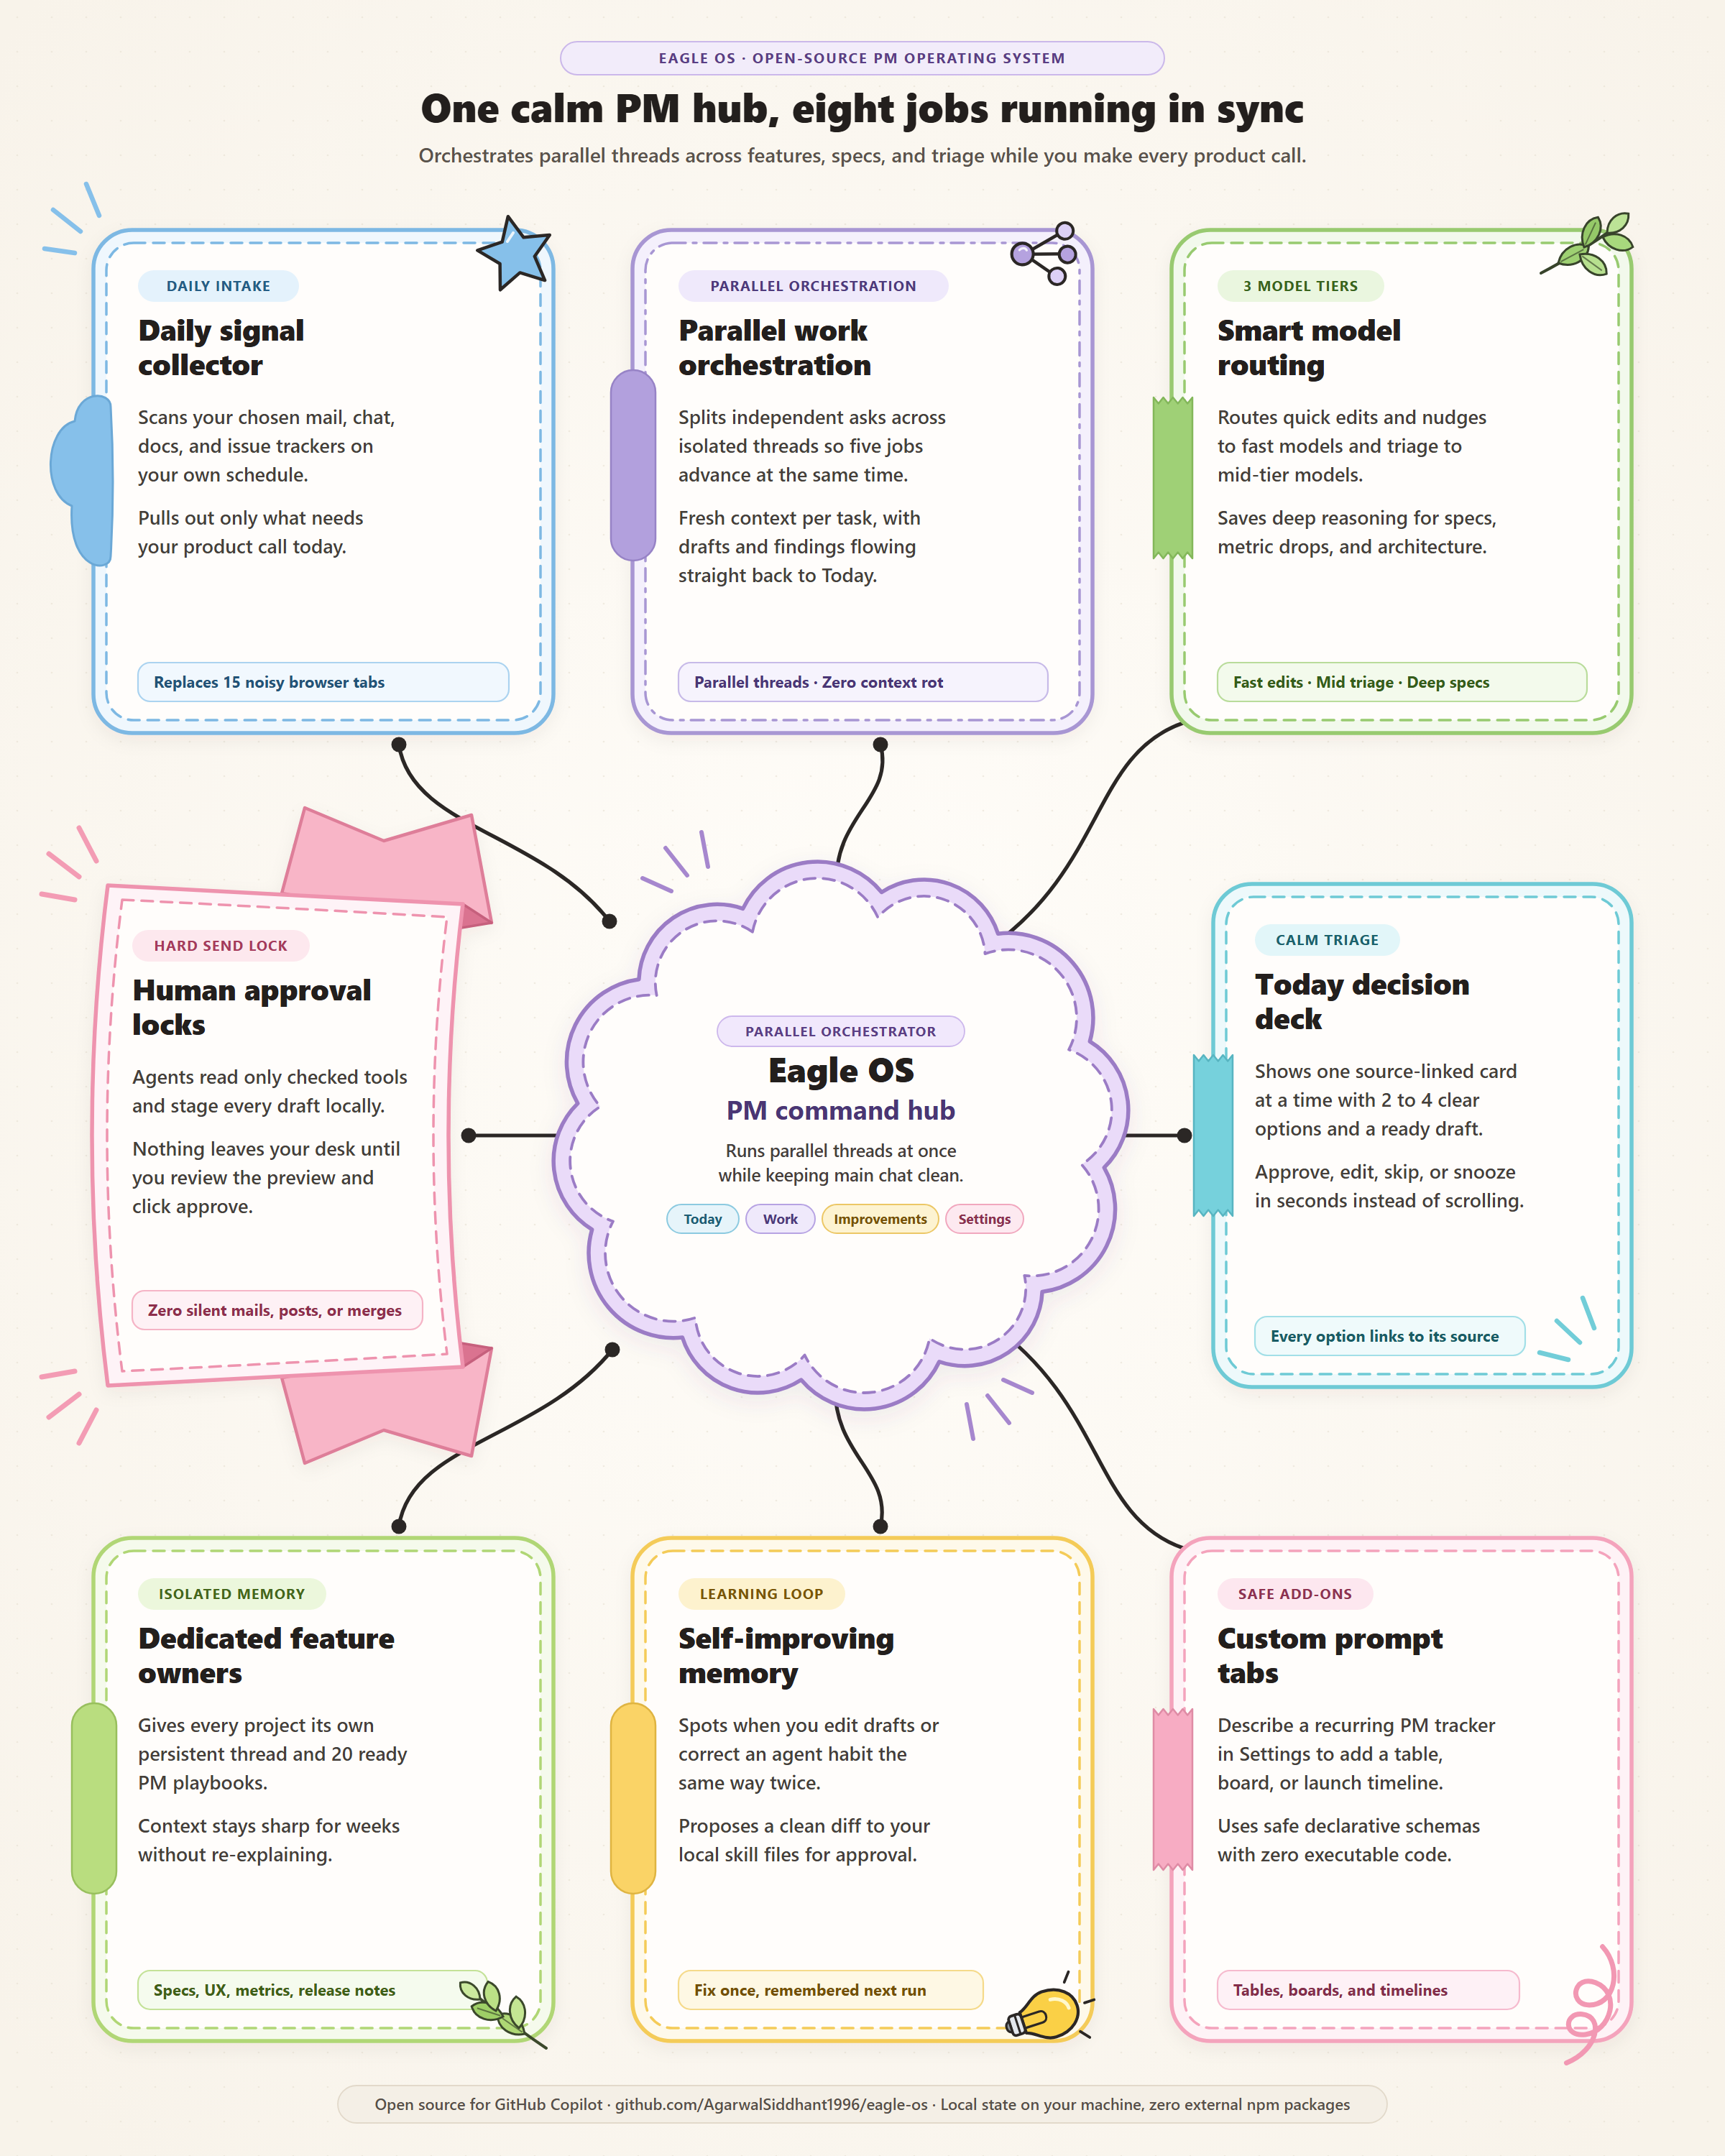 EAGLE OS · OPEN-SOURCE PM OPERATING SYSTEM
One calm PM hub, eight jobs running in sync
Orchestrates parallel threads across features, specs, and triage while you make every product call.
DAILY INTAKE
Daily signal
collector
Scans your chosen mail, chat,
docs, and issue trackers on
your own schedule.
Pulls out only what needs
your product call today.
Replaces 15 noisy browser tabs
PARALLEL ORCHESTRATION
Parallel work
orchestration
Splits independent asks across
isolated threads so five jobs
advance at the same time.
Fresh context per task, with
drafts and findings flowing
straight back to Today.
Parallel threads · Zero context rot
3 MODEL TIERS
Smart model
routing
Routes quick edits and nudges
to fast models and triage to
mid-tier models.
Saves deep reasoning for specs,
metric drops, and architecture.
Fast edits · Mid triage · Deep specs
HARD SEND LOCK
Human approval
locks
Agents read only checked tools
and stage every draft locally.
Nothing leaves your desk until
you review the preview and
click approve.
Zero silent mails, posts, or merges
PARALLEL ORCHESTRATOR
Eagle OS
PM command hub
Runs parallel threads at once
while keeping main chat clean.
Today Work Improvements Settings
CALM TRIAGE
Today decision
deck
Shows one source-linked card
at a time with 2 to 4 clear
options and a ready draft.
Approve, edit, skip, or snooze
in seconds instead of scrolling.
Every option links to its source
ISOLATED MEMORY
Dedicated feature
owners
Gives every project its own
persistent thread and 20 ready
PM playbooks.
Context stays sharp for weeks
without re-explaining.
Specs, UX, metrics, release notes
LEARNING LOOP
Self-improving
memory
Spots when you edit drafts or
correct an agent habit the
same way twice.
Proposes a clean diff to your
local skill files for approval.
Fix once, remembered next run
SAFE ADD-ONS
Custom prompt
tabs
Describe a recurring PM tracker
in Settings to add a table,
board, or launch timeline.
Uses safe declarative schemas
with zero executable code.
Tables, boards, and timelines
Open source for GitHub Copilot · github.com/AgarwalSiddhant1996/eagle-os · Local state on your machine, zero external npm packages